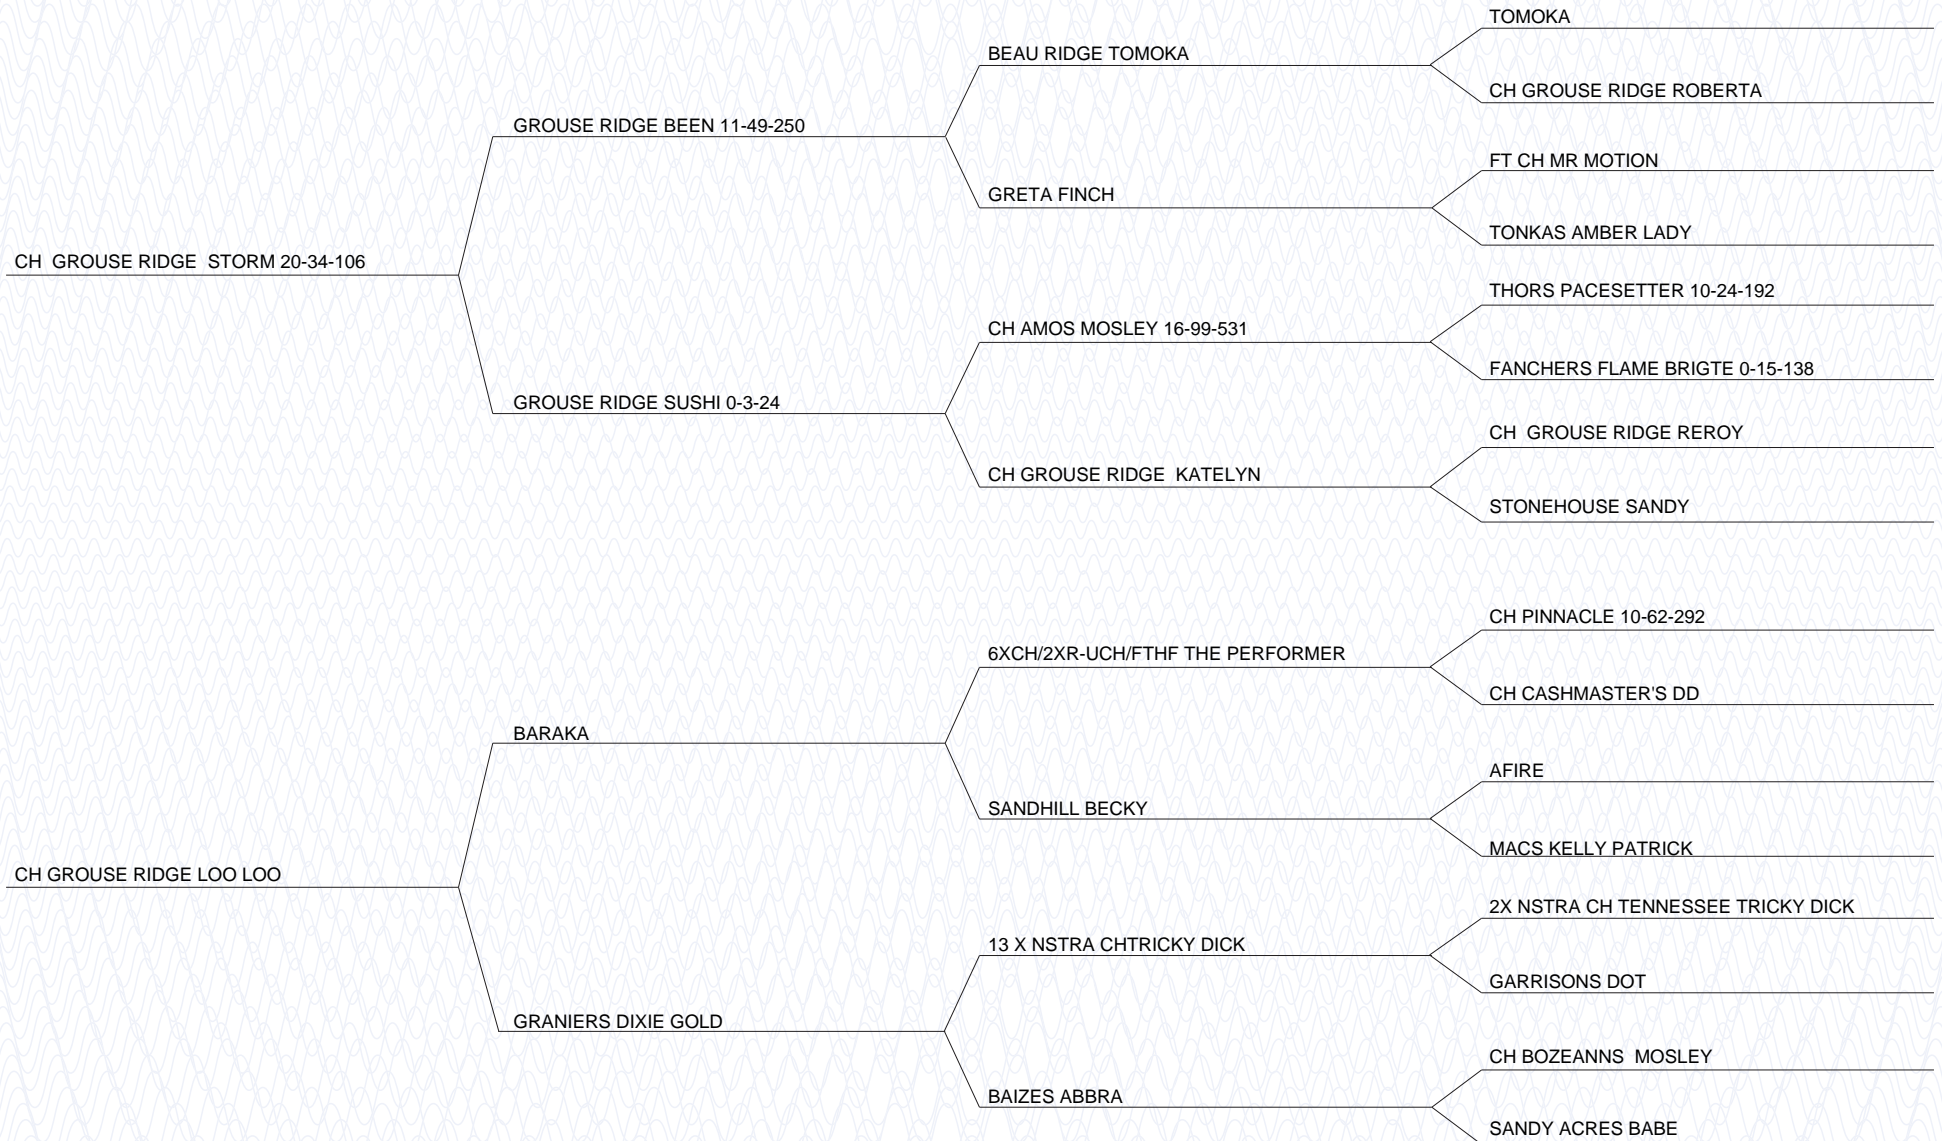 TOMOKA
BEAU RIDGE TOMOKA
CH GROUSE RIDGE ROBERTA
GROUSE RIDGE BEEN 11-49-250
FT CH MR MOTION
GRETA FINCH
TONKAS AMBER LADY
CH  GROUSE RIDGE  STORM 20-34-106
THORS PACESETTER 10-24-192
CH AMOS MOSLEY 16-99-531
FANCHERS FLAME BRIGTE 0-15-138
GROUSE RIDGE SUSHI 0-3-24
CH  GROUSE RIDGE REROY
CH GROUSE RIDGE  KATELYN
STONEHOUSE SANDY
CH PINNACLE 10-62-292
6XCH/2XR-UCH/FTHF THE PERFORMER
CH CASHMASTER'S DD
BARAKA
AFIRE
SANDHILL BECKY
MACS KELLY PATRICK
CH GROUSE RIDGE LOO LOO
2X NSTRA CH TENNESSEE TRICKY DICK
13 X NSTRA CHTRICKY DICK
GARRISONS DOT
GRANIERS DIXIE GOLD
CH BOZEANNS  MOSLEY
BAIZES ABBRA
SANDY ACRES BABE